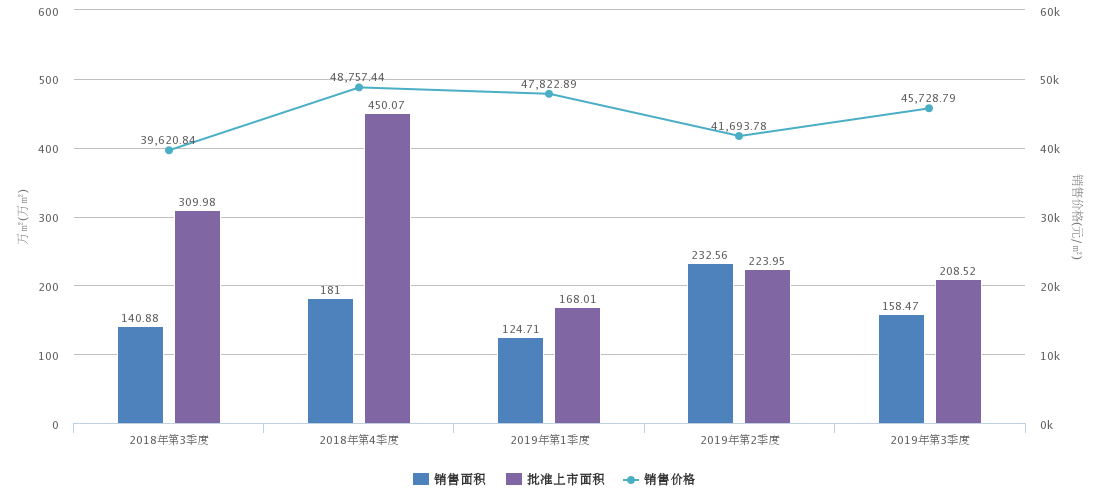 600
500
400
300
200
100
0
万㎡(万㎡)
60k
50k
40k
30k
20k
10k
0k
销售价格(元/㎡)
39,620.84
48,757.44
47,822.89
41,693.78
45,728.79
140.88
309.98
181
450.07
124.71
168.01
232.56
223.95
158.47
208.52
2018年第3季度
2018年第4季度
2019年第1季度
2019年第2季度
2019年第3季度
销售面积 批准上市面积 销售价格